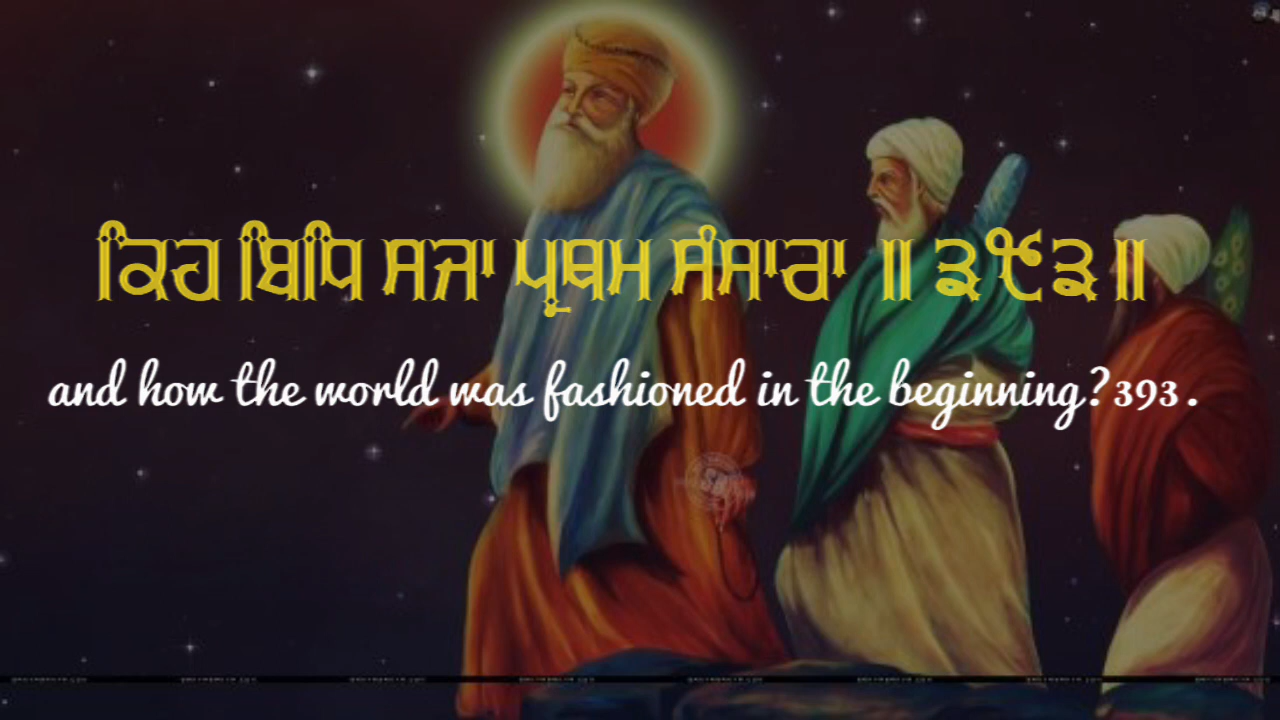 ਕਿਹ ਬਿਧਿ ਸਜਾ ਪ੍ਰਥਮ ਸੰਸਾਰਾ ॥੩੯੩॥
and how the world was fashioned in the beginning?393.